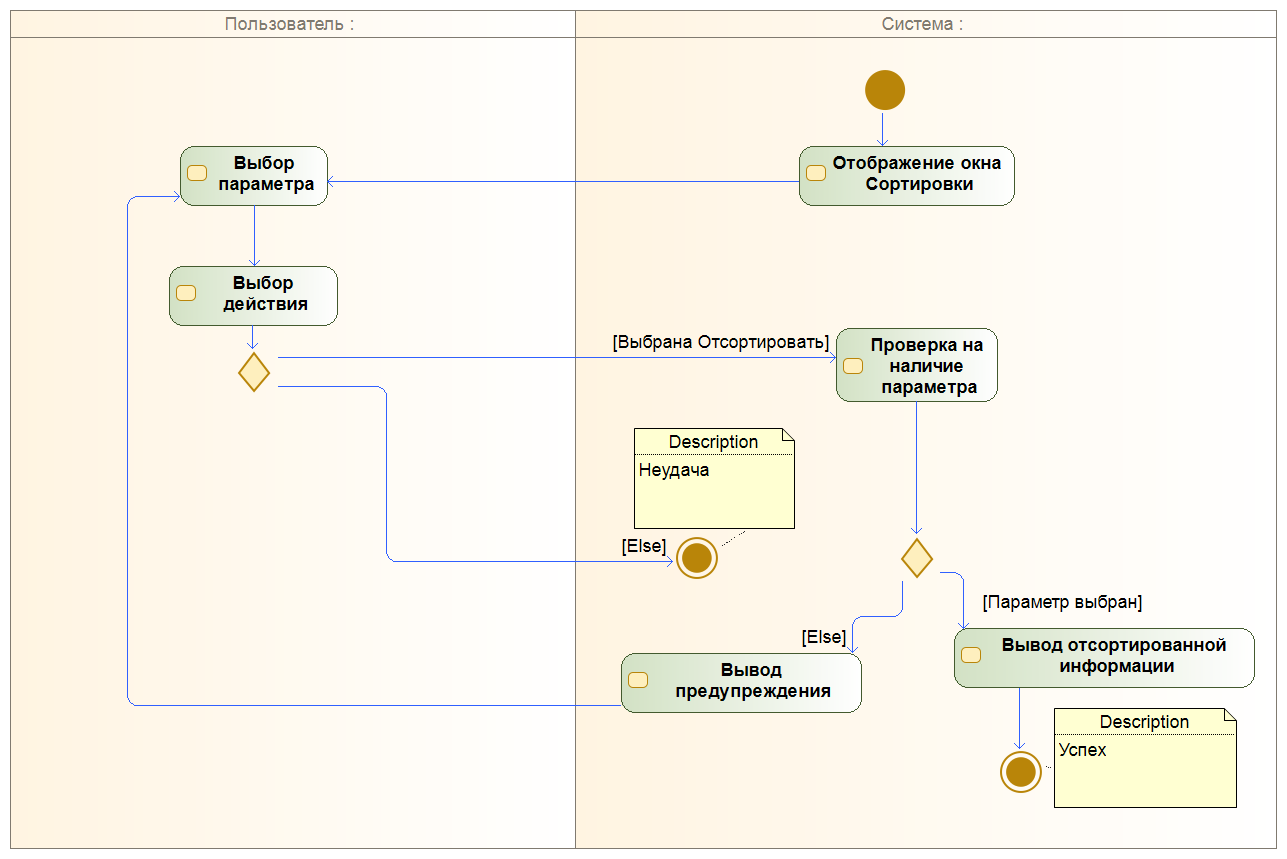 Пользователь :
Система :
Отображение окна
Сортировки
Выбор
параметра
Выбор
действия
[Выбрана Отсортировать]
Проверка на
наличие
параметра
Description
Неудача
[Else]
[Параметр выбран]
[Else]
Вывод отсортированной
информации
Вывод
предупреждения
Description
Успех